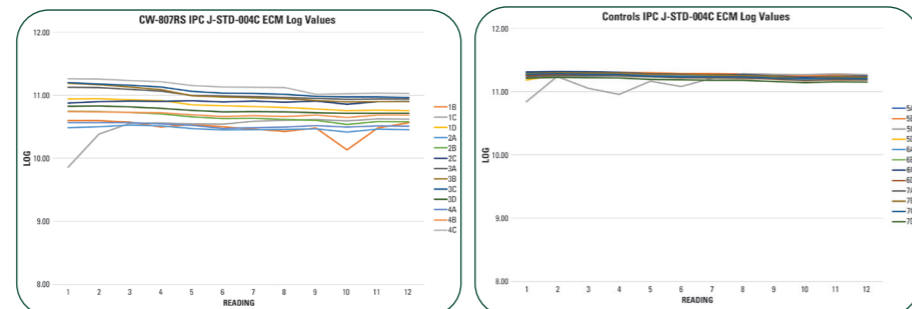 CW-807RS IPC J-STD-004C ECM Log Values
12.00
11.00
10.00
9.00
8.00
LOG
1 2 3 4 5 6 7 8 9 10 11 12
READING
1B
1C
1D
2A
2B
2C
3A
3B
3C
3D
4A
4B
4C
Controls IPC J-STD-004C ECM Log Values
12.00
11.00
10.00
9.00
8.00
LOG
1 2 3 4 5 6 7 8 9 10 11 12
READING